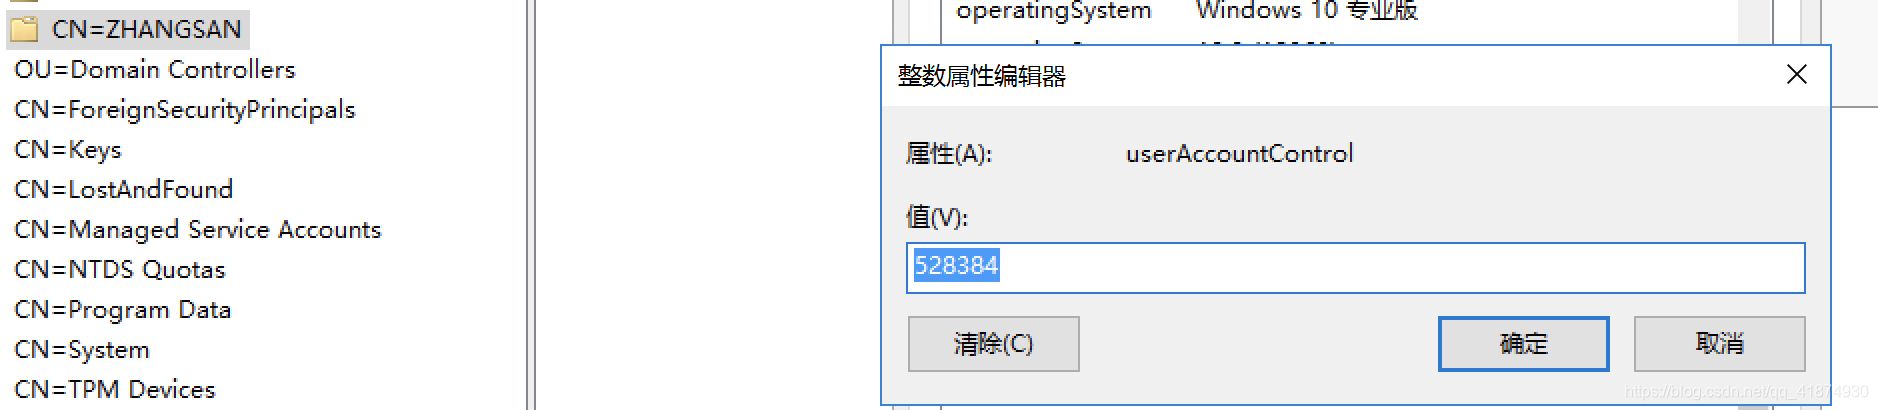 CN=ZHANGSAN
OU=Domain Controllers
CN=ForeignSecurityPrincipals
CN=Keys
CN=LostAndFound
CN=Managed Service Accounts
CN=NTDS Quotas
CN=Program Data
CN=System
CN=TPM Devices
operatingSystem Windows 10 专业版
整数属性编辑器
属性(A): userAccountControl
值(V):
528384
清除(C) 确定 取消
https://blog.csdn.net/qq_41874930